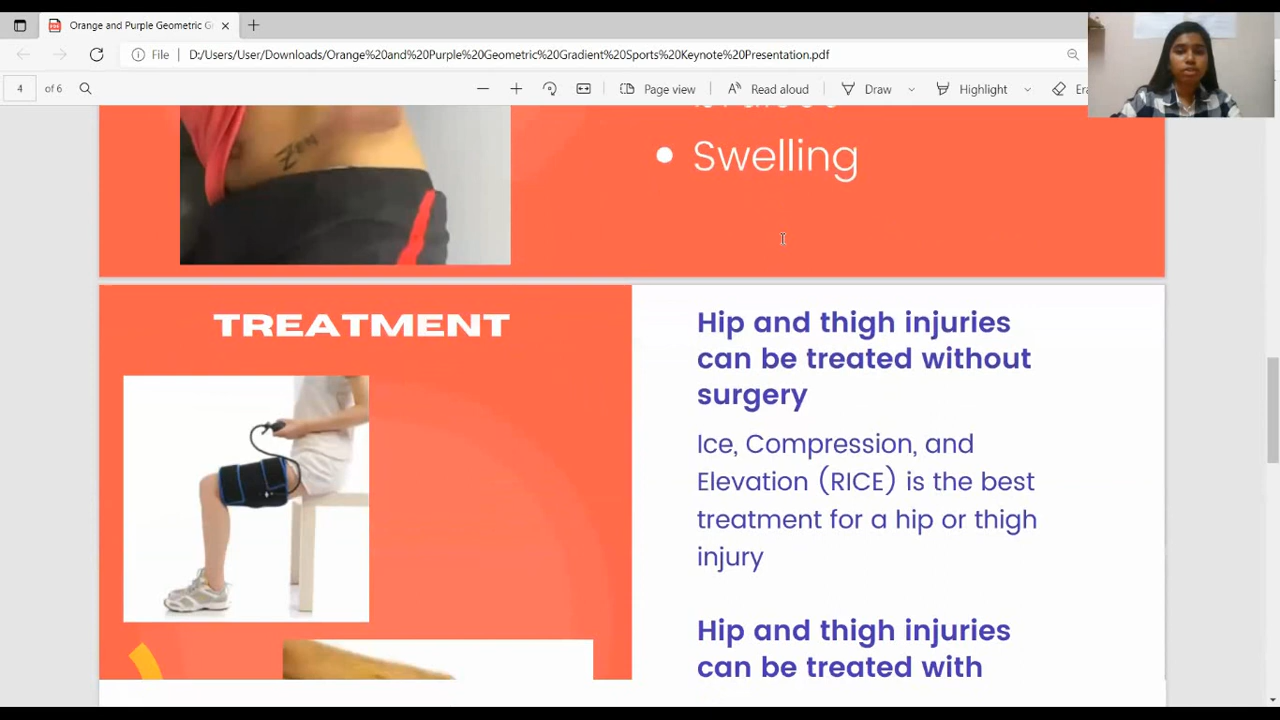 Orange and Purple Geometric G
File
D:/Users/User/Downloads/Orange%20and%20Purple%20Geometric%20Gradient%20Sports%20Keynote%20Presentation.pdf
4 of 6
Page view
Read aloud
Draw
Highlight
Era
Zen
Swelling
TREATMENT
Hip and thigh injuries
can be treated without
surgery
Ice, Compression, and
Elevation (RICE) is the best
treatment for a hip or thigh
injury
Hip and thigh injuries
can be treated with